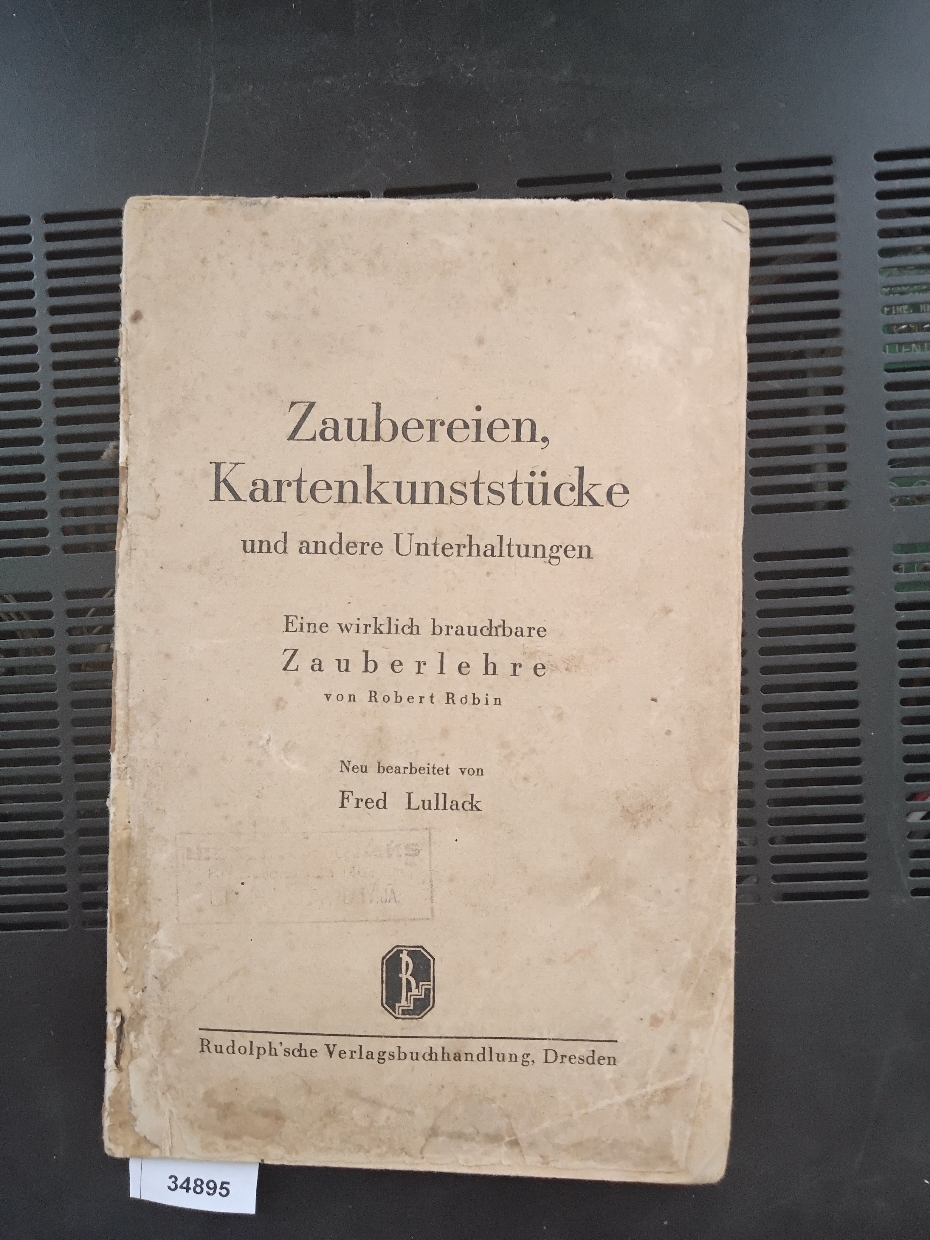 Zaubereien,
Kartenkunststücke
und andere Unterhaltungen
Eine wirklich brauchbare
Zauberlehre
von Robert Robin
Neu bearbeitet von
Fred Lullack
R
Rudolph'sche Verlagsbuchhandlung, Dresden
34895